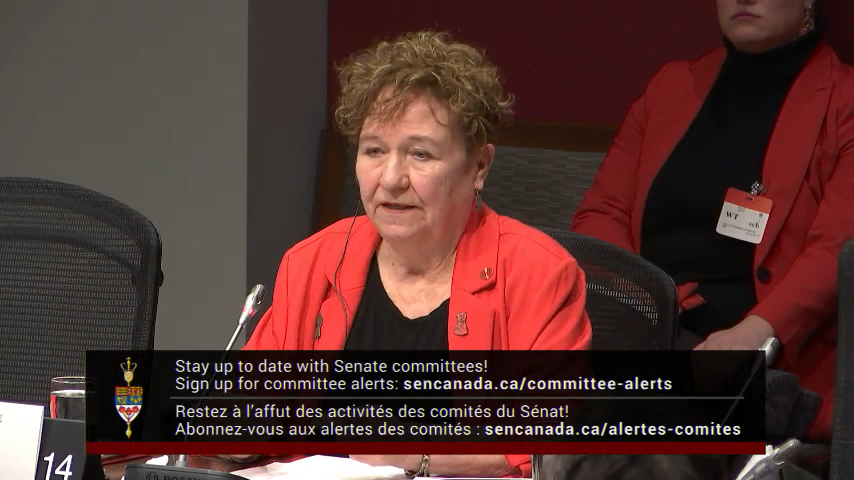 Stay up to date with Senate committees!
Sign up for committee alerts: sencanada.ca/committee-alerts
Restez à l'affut des activités des comités du Sénat!
Abonnez-vous aux alertes des comités : sencanada.ca/alertes-comites
WT
14